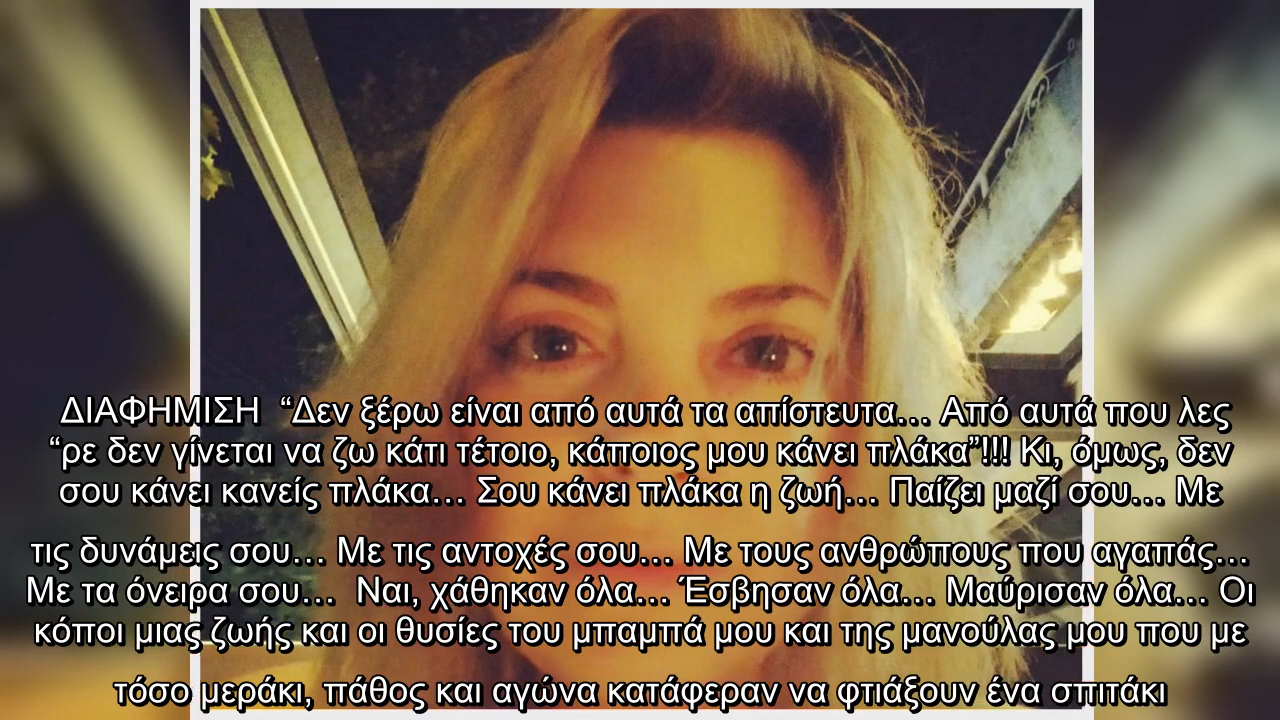 ΔΙΑΦΗΜΙΣΗ “Δεν ξέρω είναι από αυτά τα απίστευτα… Από αυτά που λες
“ρε δεν γίνεται να ζω κάτι τέτοιο, κάποιος μου κάνει πλάκα”!!! Κι, όμως, δεν
σου κάνει κανείς πλάκα… Σου κάνει πλάκα η ζωή… Παίζει μαζί σου… Με
τις δυνάμεις σου… Με τις αντοχές σου… Με τους ανθρώπους που αγαπάς…
Με τα όνειρα σου… Ναι, χάθηκαν όλα… Έσβησαν όλα… Μαύρισαν όλα… Οι
κόποι μιας ζωής και οι θυσίες του μπαμπά μου και της μανούλας μου που με
τόσο μεράκι, πάθος και αγώνα κατάφεραν να φτιάξουν ένα σπιτάκι